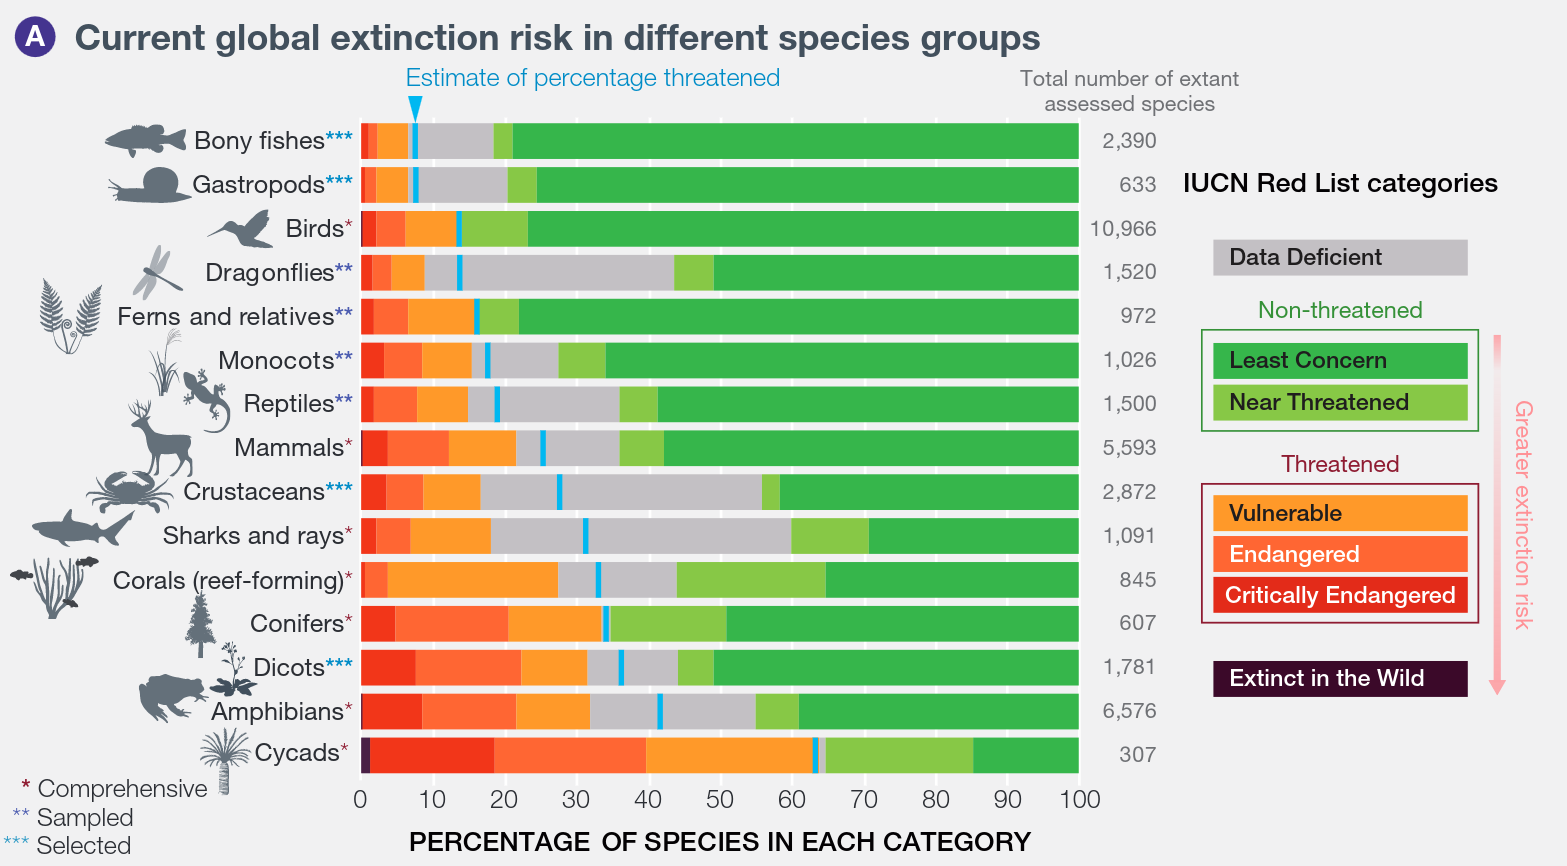 A Current global extinction risk in different species groups
Estimate of percentage threatened
Total number of extant
assessed species
Bony fishes*** 2,390
Gastropods*** 633
Birds* 10,966
Dragonflies** 1,520
Ferns and relatives** 972
Monocots** 1,026
Reptiles** 1,500
Mammals* 5,593
Crustaceans*** 2,872
Sharks and rays* 1,091
Corals (reef-forming)* 845
Conifers* 607
Dicots*** 1,781
Amphibians* 6,576
Cycads* 307
0 10 20 30 40 50 60 70 80 90 100
PERCENTAGE OF SPECIES IN EACH CATEGORY
* Comprehensive
** Sampled
*** Selected
IUCN Red List categories
Data Deficient
Non-threatened
Least Concern
Near Threatened
Threatened
Vulnerable
Endangered
Critically Endangered
Extinct in the Wild
Greater extinction risk